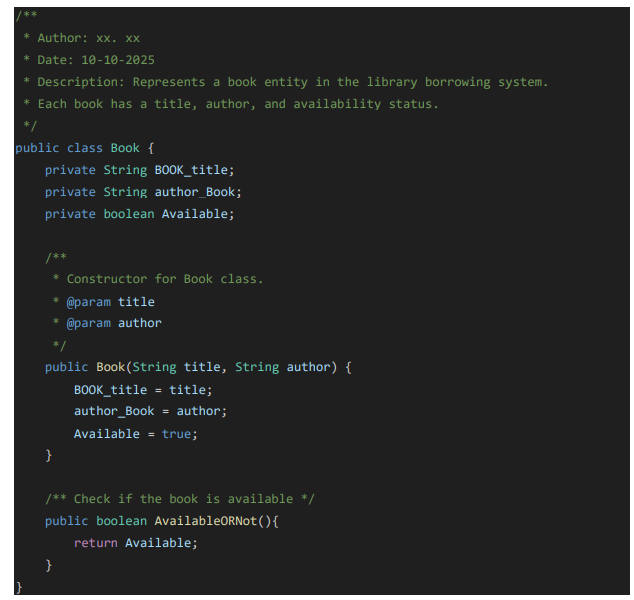 /**
 * Author: xx. xx
 * Date: 10-10-2025
 * Description: Represents a book entity in the library borrowing system.
 * Each book has a title, author, and availability status.
 */
public class Book {
    private String BOOK_title;
    private String author_Book;
    private boolean Available;

    /**
     * Constructor for Book class.
     * @param title
     * @param author
     */
    public Book(String title, String author) {
        BOOK_title = title;
        author_Book = author;
        Available = true;
    }

    /** Check if the book is available */
    public boolean AvailableORNot(){
        return Available;
    }
}